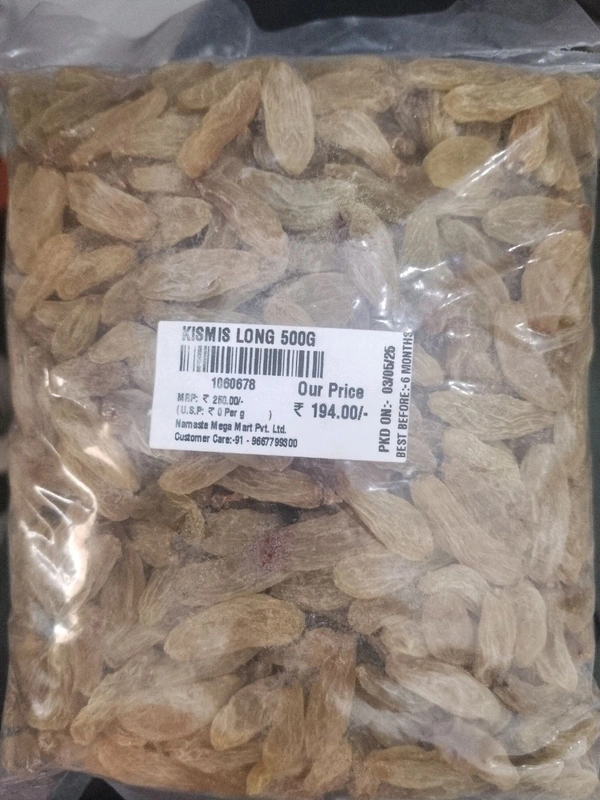 KISMIS LONG 500G
1060678
Our Price
MRP: ₹ 260.00/-
₹ 194.00/-
(U.S.P: ₹ 0 Per g )
Namaste Mega Mart Pvt. Ltd.
Customer Care:-91 - 9667799300
PKD ON:- 03/05/25
BEST BEFORE:-6 MONTHS